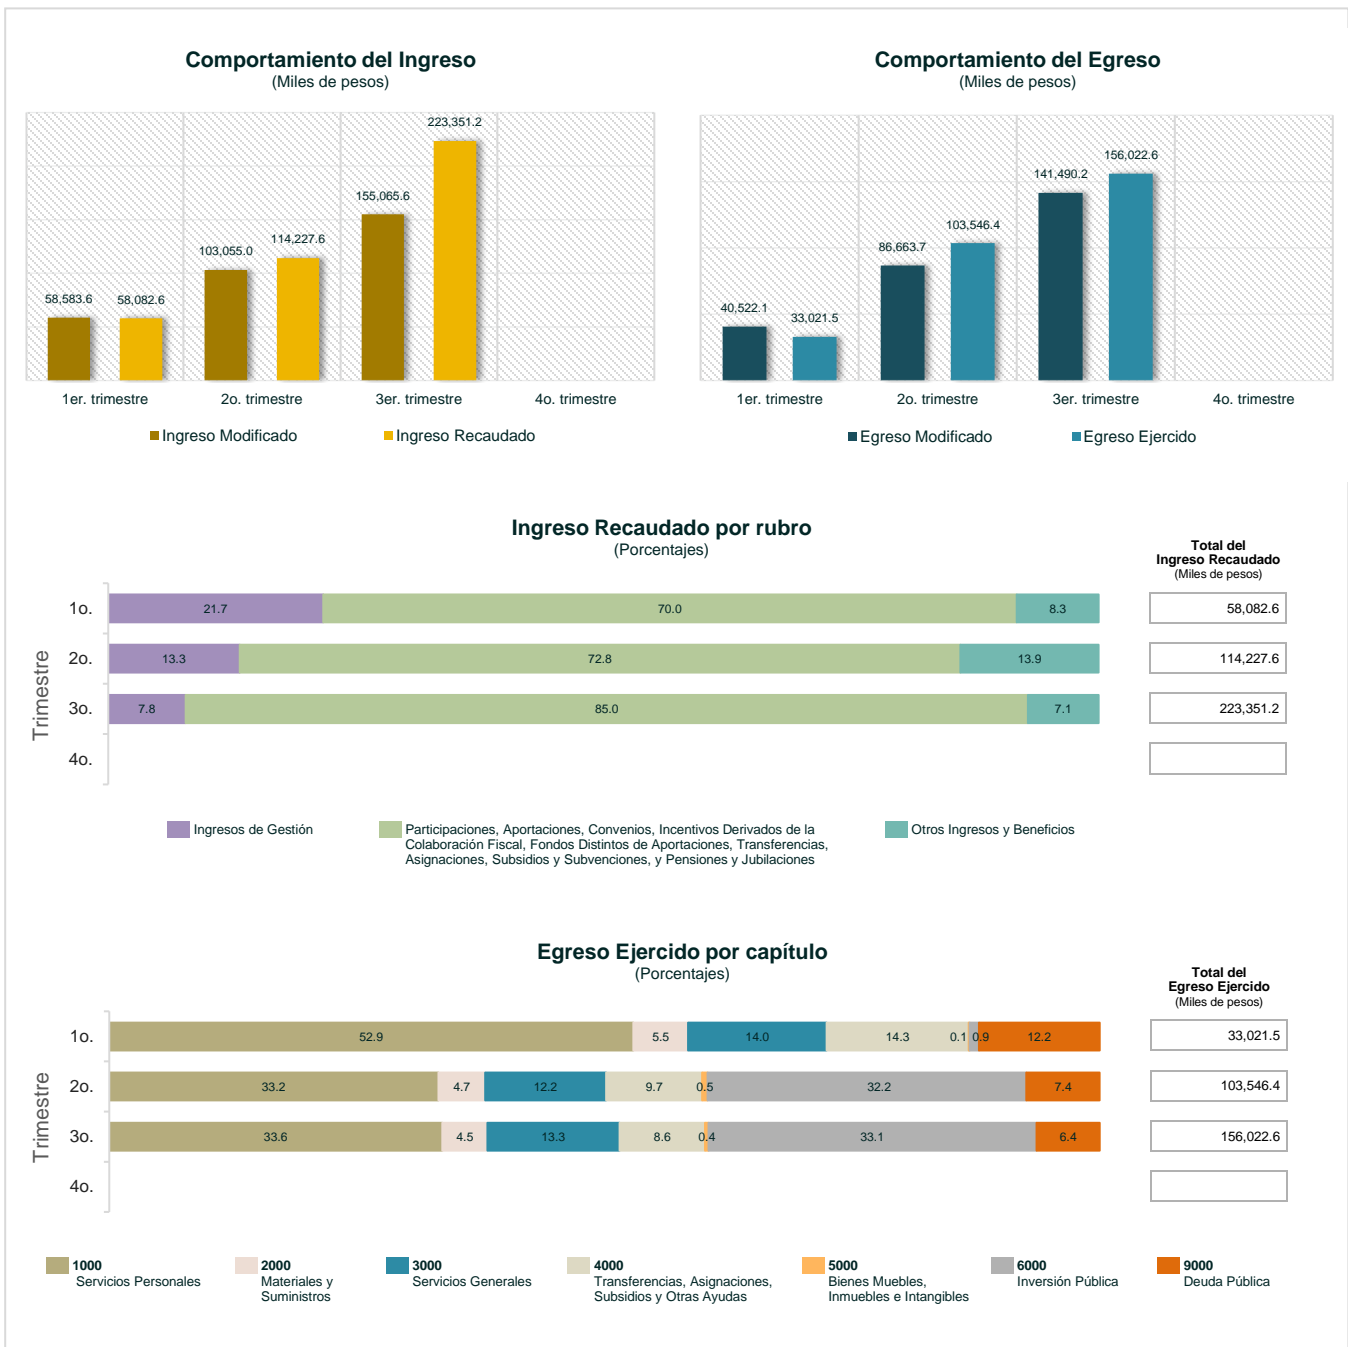 Comportamiento del Ingreso
(Miles de pesos)
223,351.2
155,065.6
114,227.6
103,055.0
58,583.6
58,082.6
1er. trimestre
2o. trimestre
3er. trimestre
4o. trimestre
Ingreso Modificado
Ingreso Recaudado
Comportamiento del Egreso
(Miles de pesos)
156,022.6
141,490.2
103,546.4
86,663.7
40,522.1
33,021.5
1er. trimestre
2o. trimestre
3er. trimestre
4o. trimestre
Egreso Modificado
Egreso Ejercido
Ingreso Recaudado por rubro
(Porcentajes)
Total del
Ingreso Recaudado
(Miles de pesos)
Trimestre
1o.
21.7
70.0
8.3
58,082.6
2o.
13.3
72.8
13.9
114,227.6
3o.
7.8
85.0
7.1
223,351.2
4o.
Ingresos de Gestión
Participaciones, Aportaciones, Convenios, Incentivos Derivados de la
Colaboración Fiscal, Fondos Distintos de Aportaciones, Transferencias,
Asignaciones, Subsidios y Subvenciones, y Pensiones y Jubilaciones
Otros Ingresos y Beneficios
Egreso Ejercido por capítulo
(Porcentajes)
Total del
Egreso Ejercido
(Miles de pesos)
Trimestre
1o.
52.9
5.5
14.0
14.3
0.1
0.9
12.2
33,021.5
2o.
33.2
4.7
12.2
9.7
0.5
32.2
7.4
103,546.4
3o.
33.6
4.5
13.3
8.6
0.4
33.1
6.4
156,022.6
4o.
1000
Servicios Personales
2000
Materiales y
Suministros
3000
Servicios Generales
4000
Transferencias, Asignaciones,
Subsidios y Otras Ayudas
5000
Bienes Muebles,
Inmuebles e Intangibles
6000
Inversión Pública
9000
Deuda Pública